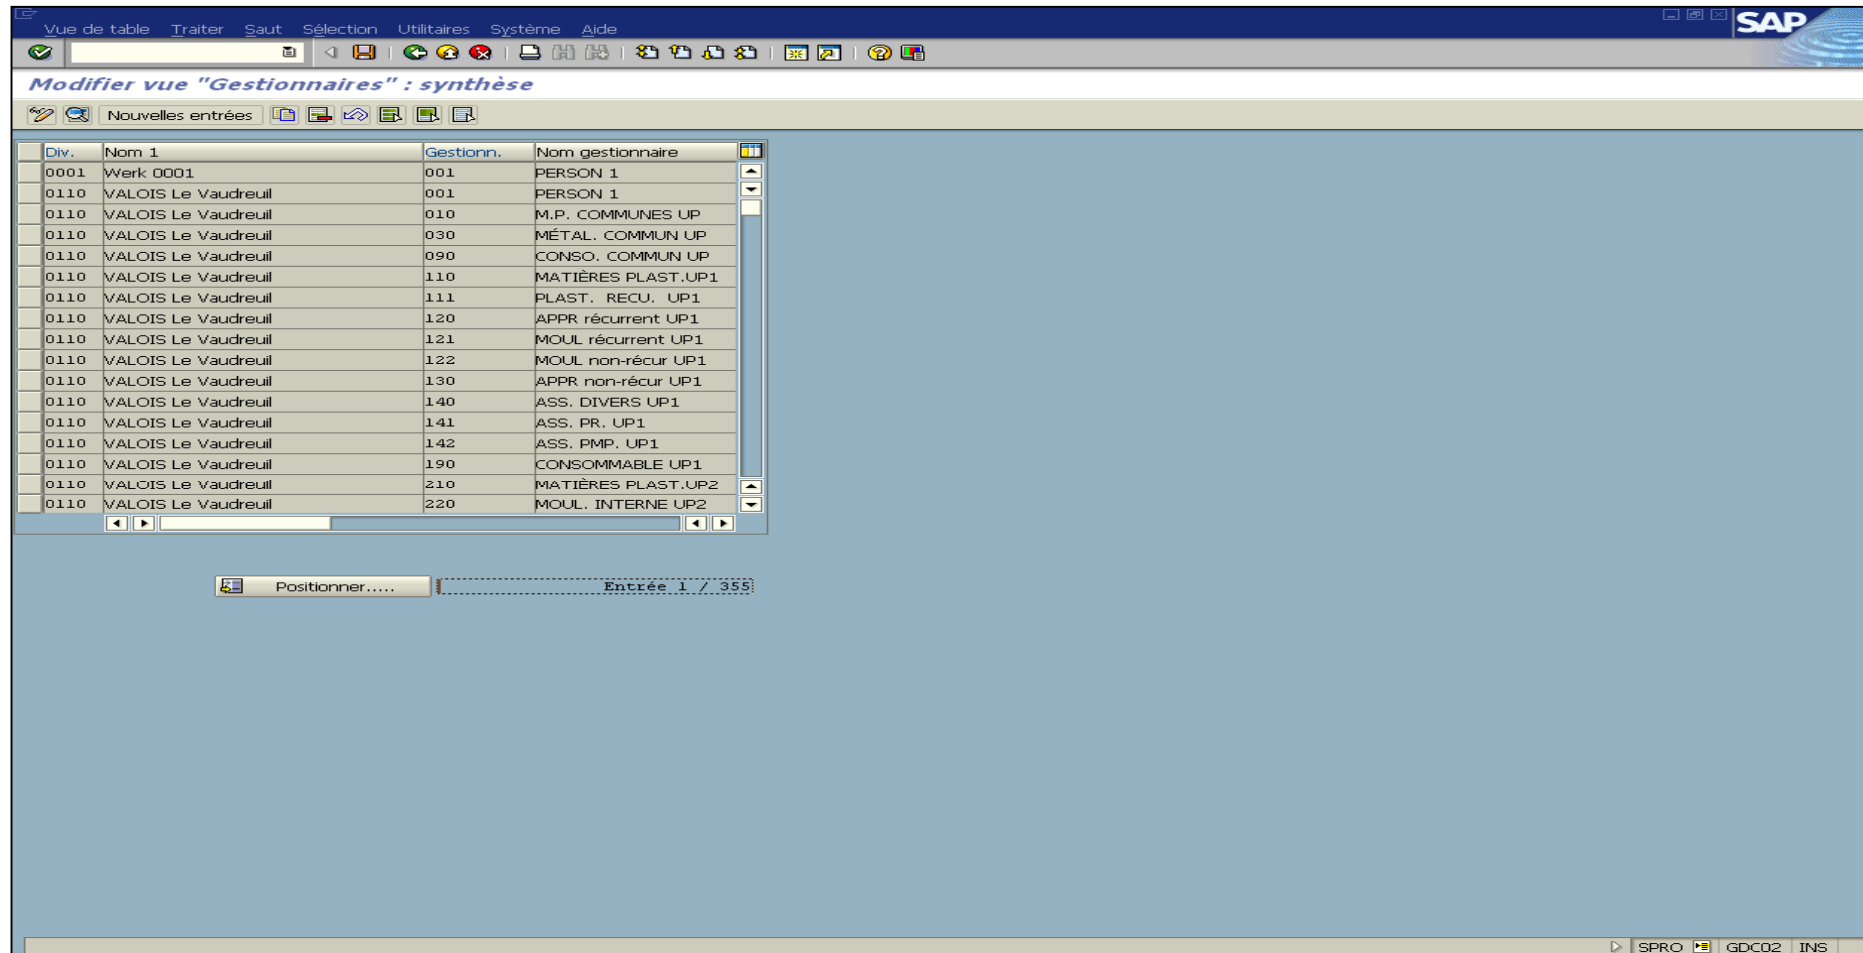 Vue de table Traiter Saut Sélection Utilitaires Système Aide
SAP
Modifier vue "Gestionnaires" : synthèse
Nouvelles entrées
Div. Nom 1 Gestionn. Nom gestionnaire
0001 Werk 0001 001 PERSON 1
0110 VALOIS Le Vaudreuil 001 PERSON 1
0110 VALOIS Le Vaudreuil 010 M.P. COMMUNES UP
0110 VALOIS Le Vaudreuil 030 MÉTAL. COMMUN UP
0110 VALOIS Le Vaudreuil 090 CONSO. COMMUN UP
0110 VALOIS Le Vaudreuil 110 MATIÈRES PLAST.UP1
0110 VALOIS Le Vaudreuil 111 PLAST. RECU. UP1
0110 VALOIS Le Vaudreuil 120 APPR récurrent UP1
0110 VALOIS Le Vaudreuil 121 MOUL récurrent UP1
0110 VALOIS Le Vaudreuil 122 MOUL non-récur UP1
0110 VALOIS Le Vaudreuil 130 APPR non-récur UP1
0110 VALOIS Le Vaudreuil 140 ASS. DIVERS UP1
0110 VALOIS Le Vaudreuil 141 ASS. PR. UP1
0110 VALOIS Le Vaudreuil 142 ASS. PMP. UP1
0110 VALOIS Le Vaudreuil 190 CONSOMMABLE UP1
0110 VALOIS Le Vaudreuil 210 MATIÈRES PLAST.UP2
0110 VALOIS Le Vaudreuil 220 MOUL. INTERNE UP2
Positionner..... Entrée 1 / 355
SPRO GDC02 INS